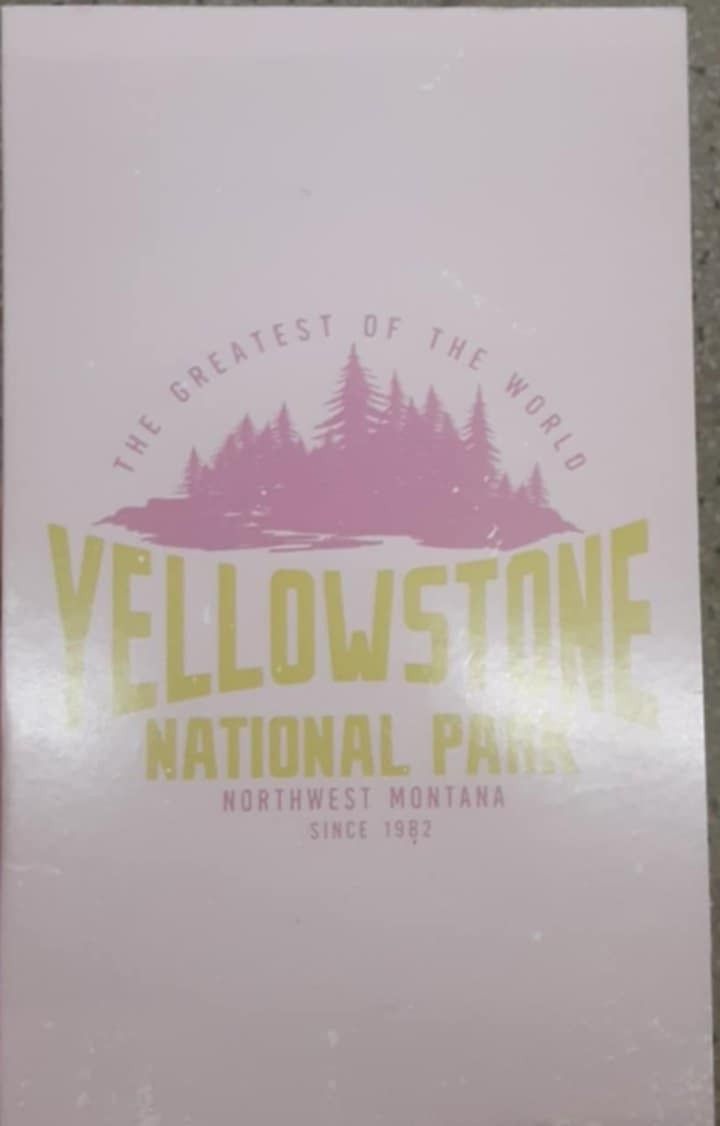 THE GREATEST OF THE WORLD
YELLOWSTONE
NATIONAL PARK
NORTHWEST MONTANA
SINCE 1982